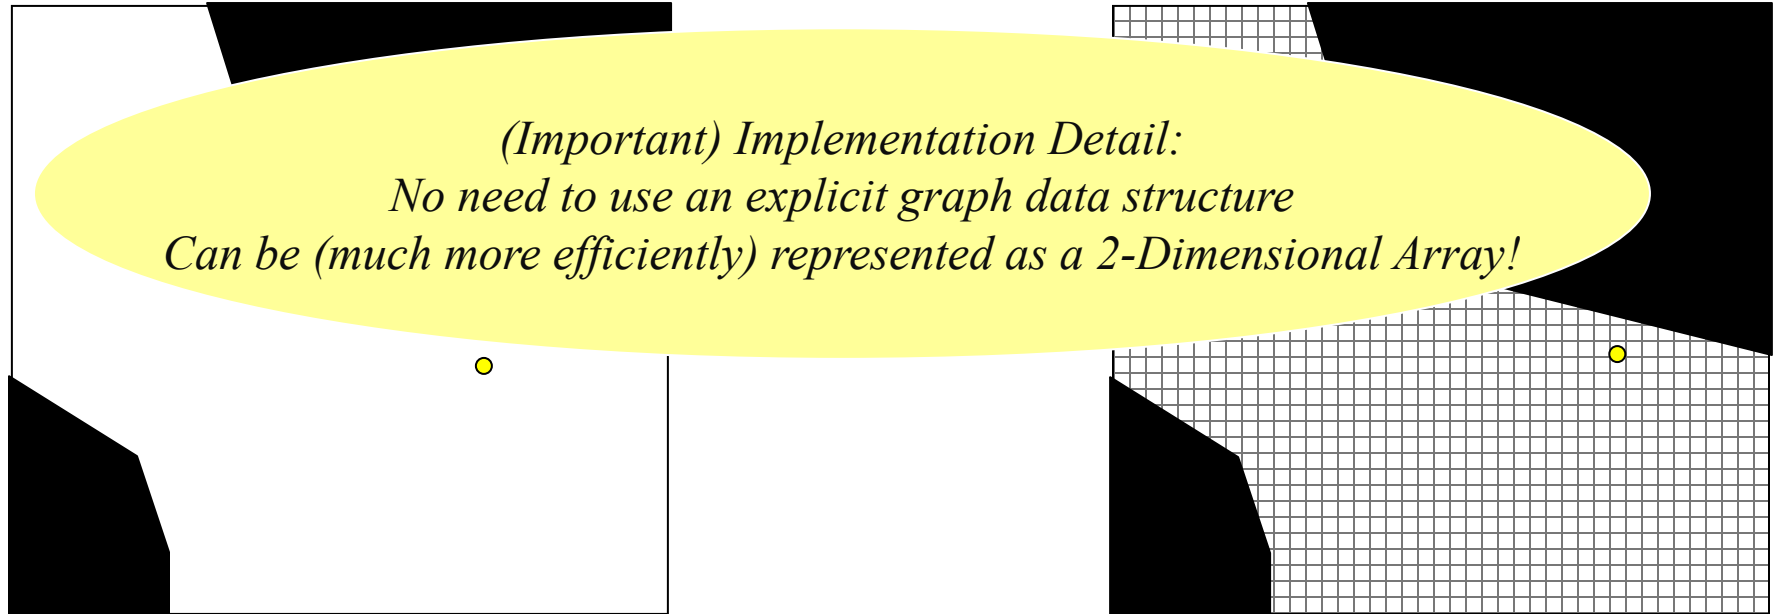 (Important) Implementation Detail:
No need to use an explicit graph data structure
Can be (much more efficiently) represented as a 2-Dimensional Array!